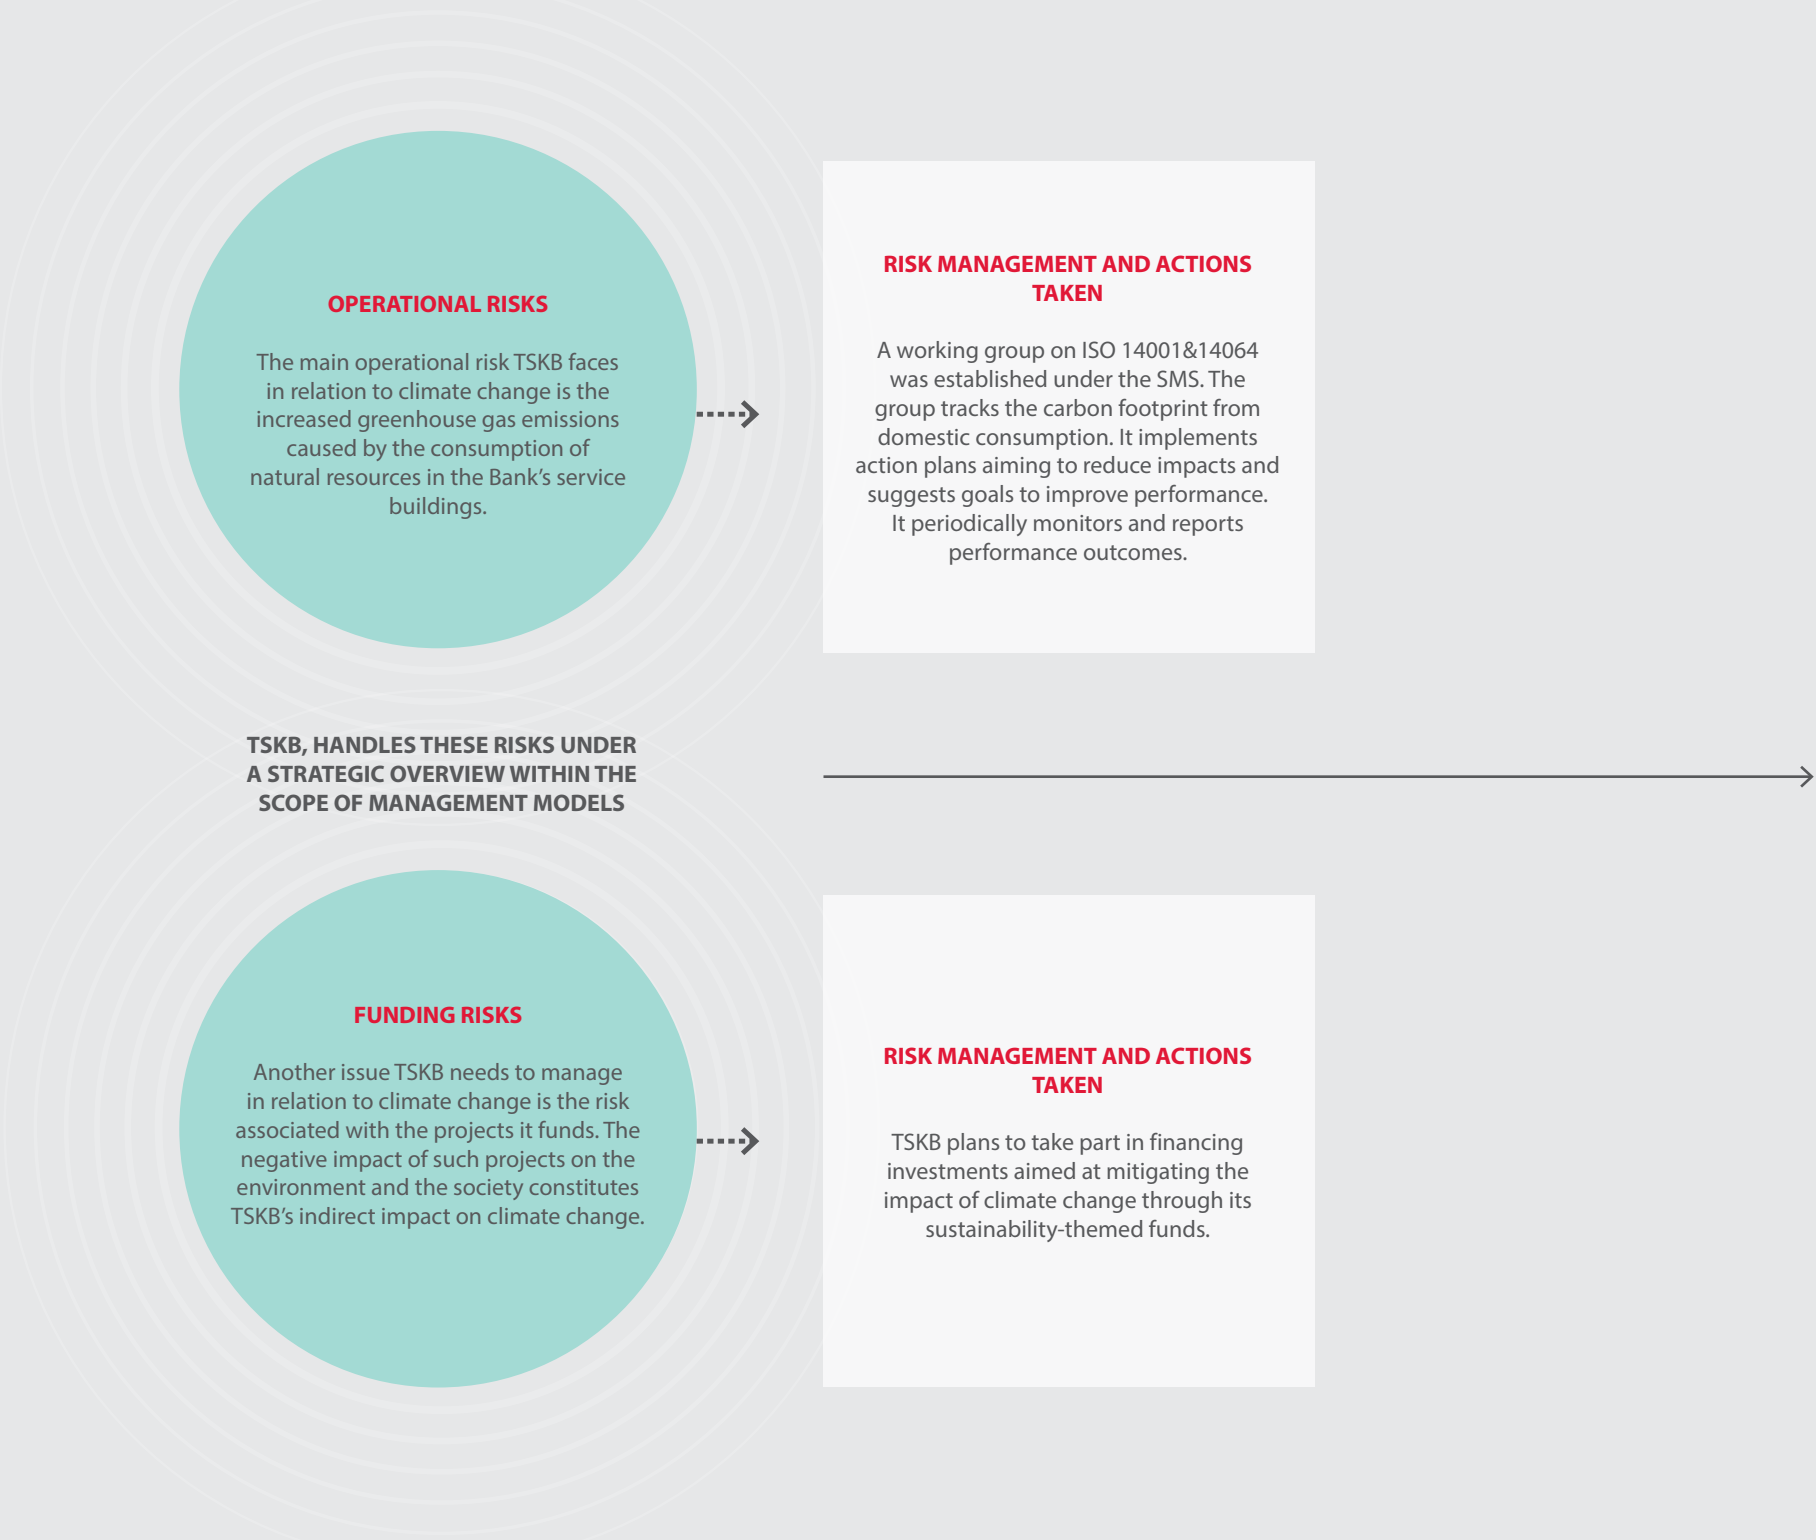 OPERATIONAL RISKS
The main operational risk TSKB faces
in relation to climate change is the
increased greenhouse gas emissions
caused by the consumption of
natural resources in the Bank’s service
buildings.
RISK MANAGEMENT AND ACTIONS
TAKEN
A working group on ISO 14001&14064
was established under the SMS. The
group tracks the carbon footprint from
domestic consumption. It implements
action plans aiming to reduce impacts and
suggests goals to improve performance.
It periodically monitors and reports
performance outcomes.
TSKB, HANDLES THESE RISKS UNDER
A STRATEGIC OVERVIEW WITHIN THE
SCOPE OF MANAGEMENT MODELS
FUNDING RISKS
Another issue TSKB needs to manage
in relation to climate change is the risk
associated with the projects it funds. The
negative impact of such projects on the
environment and the society constitutes
TSKB’s indirect impact on climate change.
RISK MANAGEMENT AND ACTIONS
TAKEN
TSKB plans to take part in financing
investments aimed at mitigating the
impact of climate change through its
sustainability-themed funds.